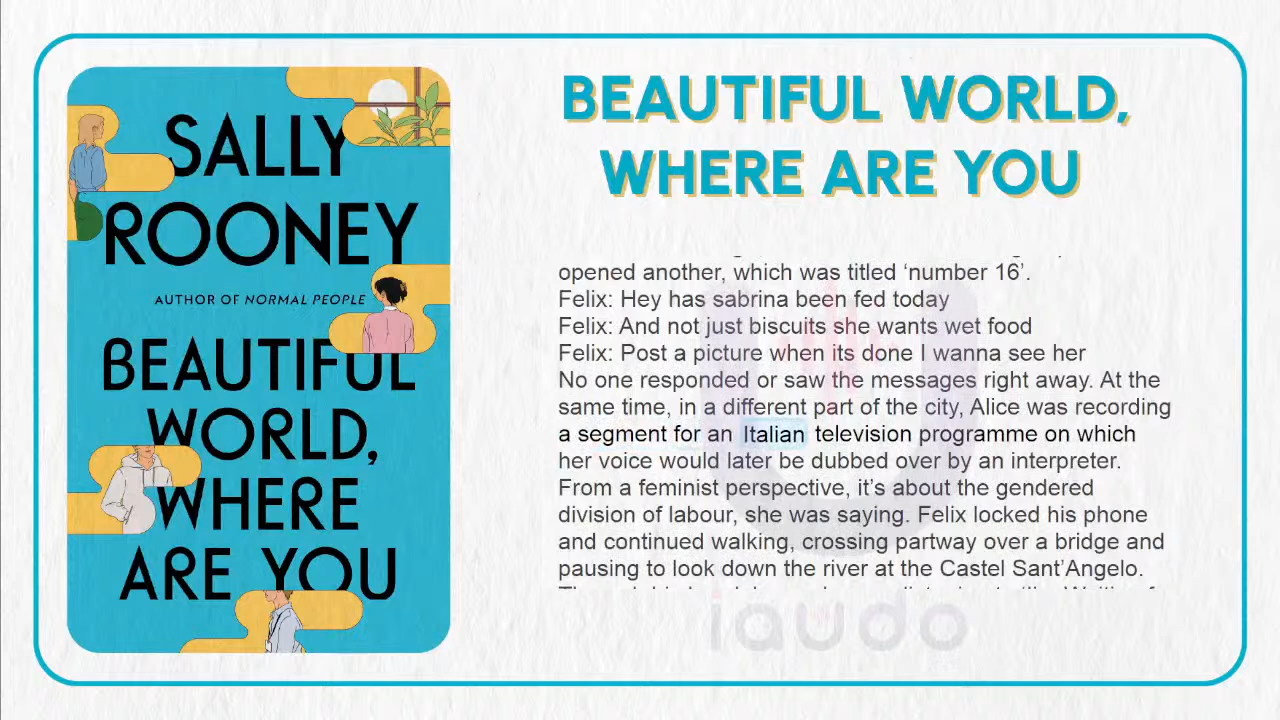 SALLY
ROONEY
AUTHOR OF NORMAL PEOPLE
BEAUTIFUL
WORLD,
WHERE
ARE YOU
BEAUTIFUL WORLD,
WHERE ARE YOU
opened another, which was titled ‘number 16’.
Felix: Hey has sabrina been fed today
Felix: And not just biscuits she wants wet food
Felix: Post a picture when its done I wanna see her
No one responded or saw the messages right away. At the
same time, in a different part of the city, Alice was recording
a segment for an Italian television programme on which
her voice would later be dubbed over by an interpreter.
From a feminist perspective, it’s about the gendered
division of labour, she was saying. Felix locked his phone
and continued walking, crossing partway over a bridge and
pausing to look down the river at the Castel Sant’Angelo.
iaudo